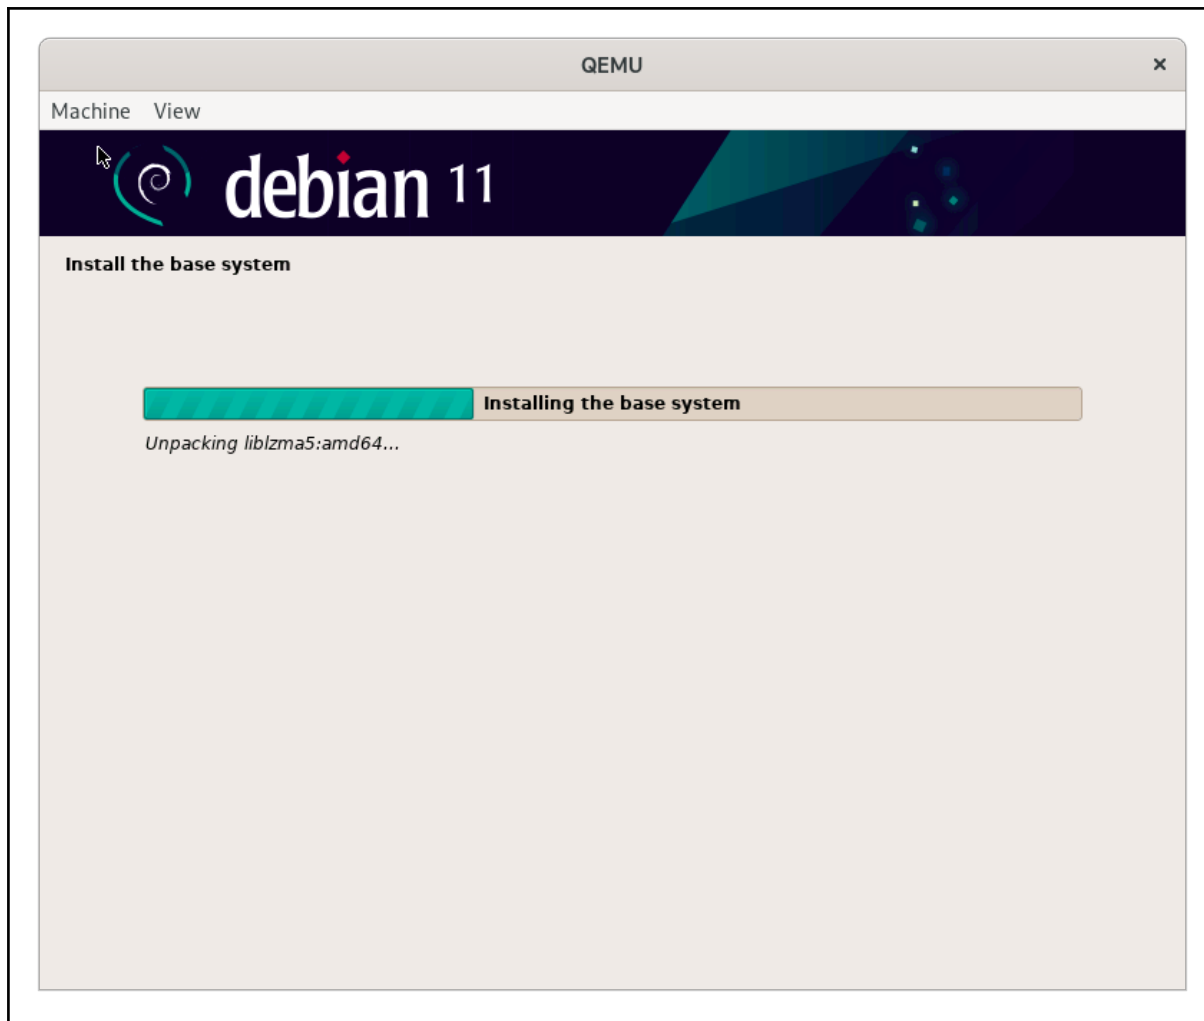 QEMU
×
Machine View
debian 11
Install the base system
Installing the base system
Unpacking liblzma5:amd64...